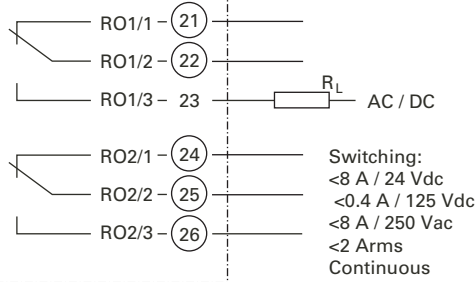 RO1/1 – 21
RO1/2 – 22
RO1/3 – 23
RL
AC / DC
RO2/1 – 24
RO2/2 – 25
RO2/3 – 26
Switching:
<8 A / 24 Vdc
<0.4 A / 125 Vdc
<8 A / 250 Vac
<2 Arms
Continuous